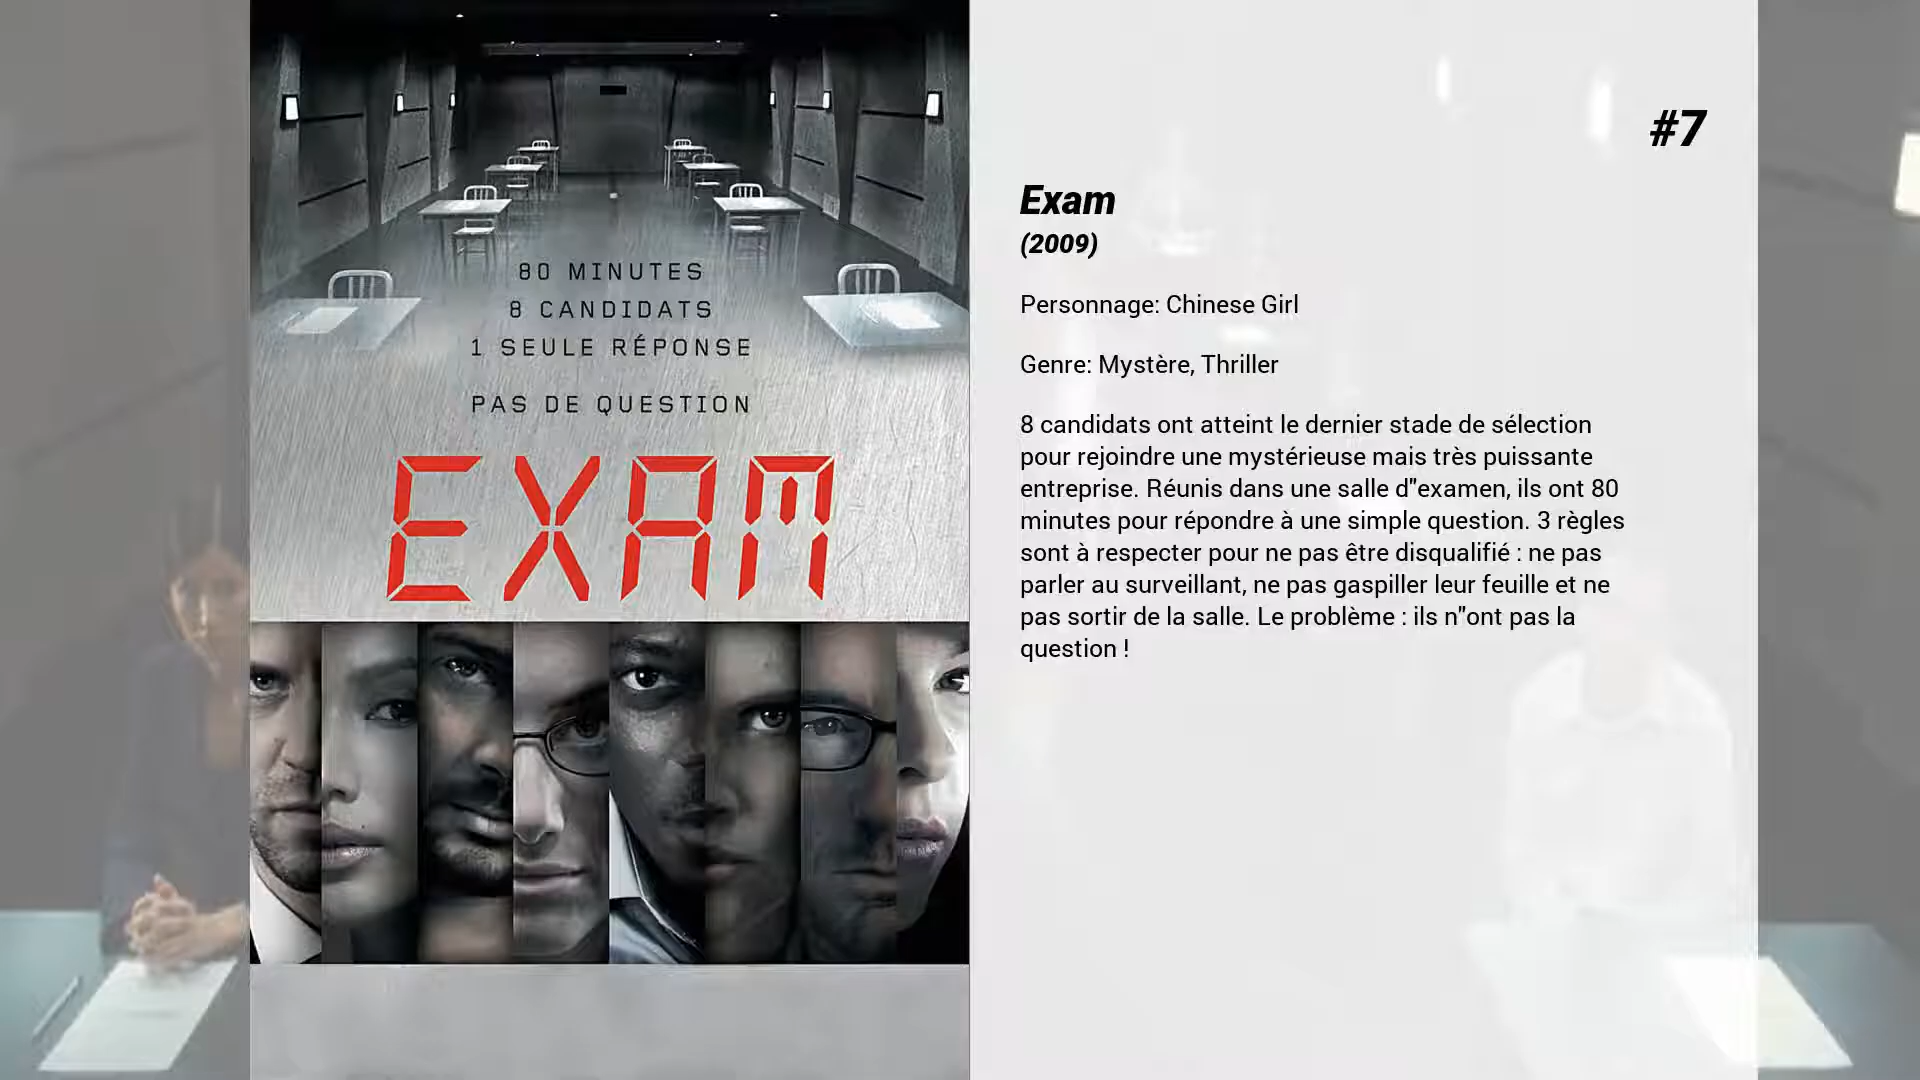 80 MINUTES
8 CANDIDATS
1 SEULE RÉPONSE
PAS DE QUESTION
EXAM
#7
Exam
(2009)
Personnage: Chinese Girl
Genre: Mystère, Thriller
8 candidats ont atteint le dernier stade de sélection
pour rejoindre une mystérieuse mais très puissante
entreprise. Réunis dans une salle d"examen, ils ont 80
minutes pour répondre à une simple question. 3 règles
sont à respecter pour ne pas être disqualifié : ne pas
parler au surveillant, ne pas gaspiller leur feuille et ne
pas sortir de la salle. Le problème : ils n"ont pas la
question !